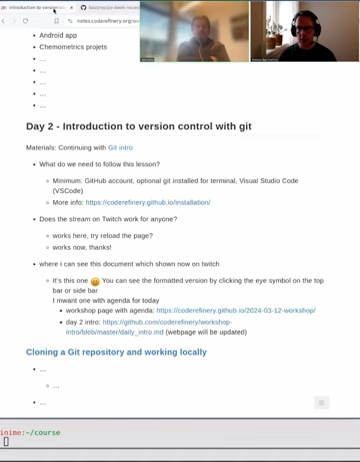 Introduction to version co
notes.coderefinery.org
• Android app
• Chemometrics projets
• ...
• ...
• ...
• ...
• ...
Day 2 - Introduction to version control with git
Materials: Continuing with Git intro
• What do we need to follow this lesson?
◦ Minimum: GitHub account, optional git installed for terminal, Visual Studio Code
(VSCode)
◦ More info: https://coderefinery.github.io/installation/
• Does the stream on Twitch work for anyone?
◦ works here, try reload the page?
◦ works now, thanks!
• where i can see this document which shown now on twitch
◦ It's this one 😀 You can see the formatted version by clicking the eye symbol on the top
bar or side bar
I mwant one with agenda for today
▪ workshop page with agenda: https://coderefinery.github.io/2024-03-12-workshop/
▪ day 2 intro: https://github.com/coderefinery/workshop-
intro/blob/master/daily_intro.md (webpage will be updated)
Cloning a Git repository and working locally
• ...
◦ ...
• ...
inime:~/course